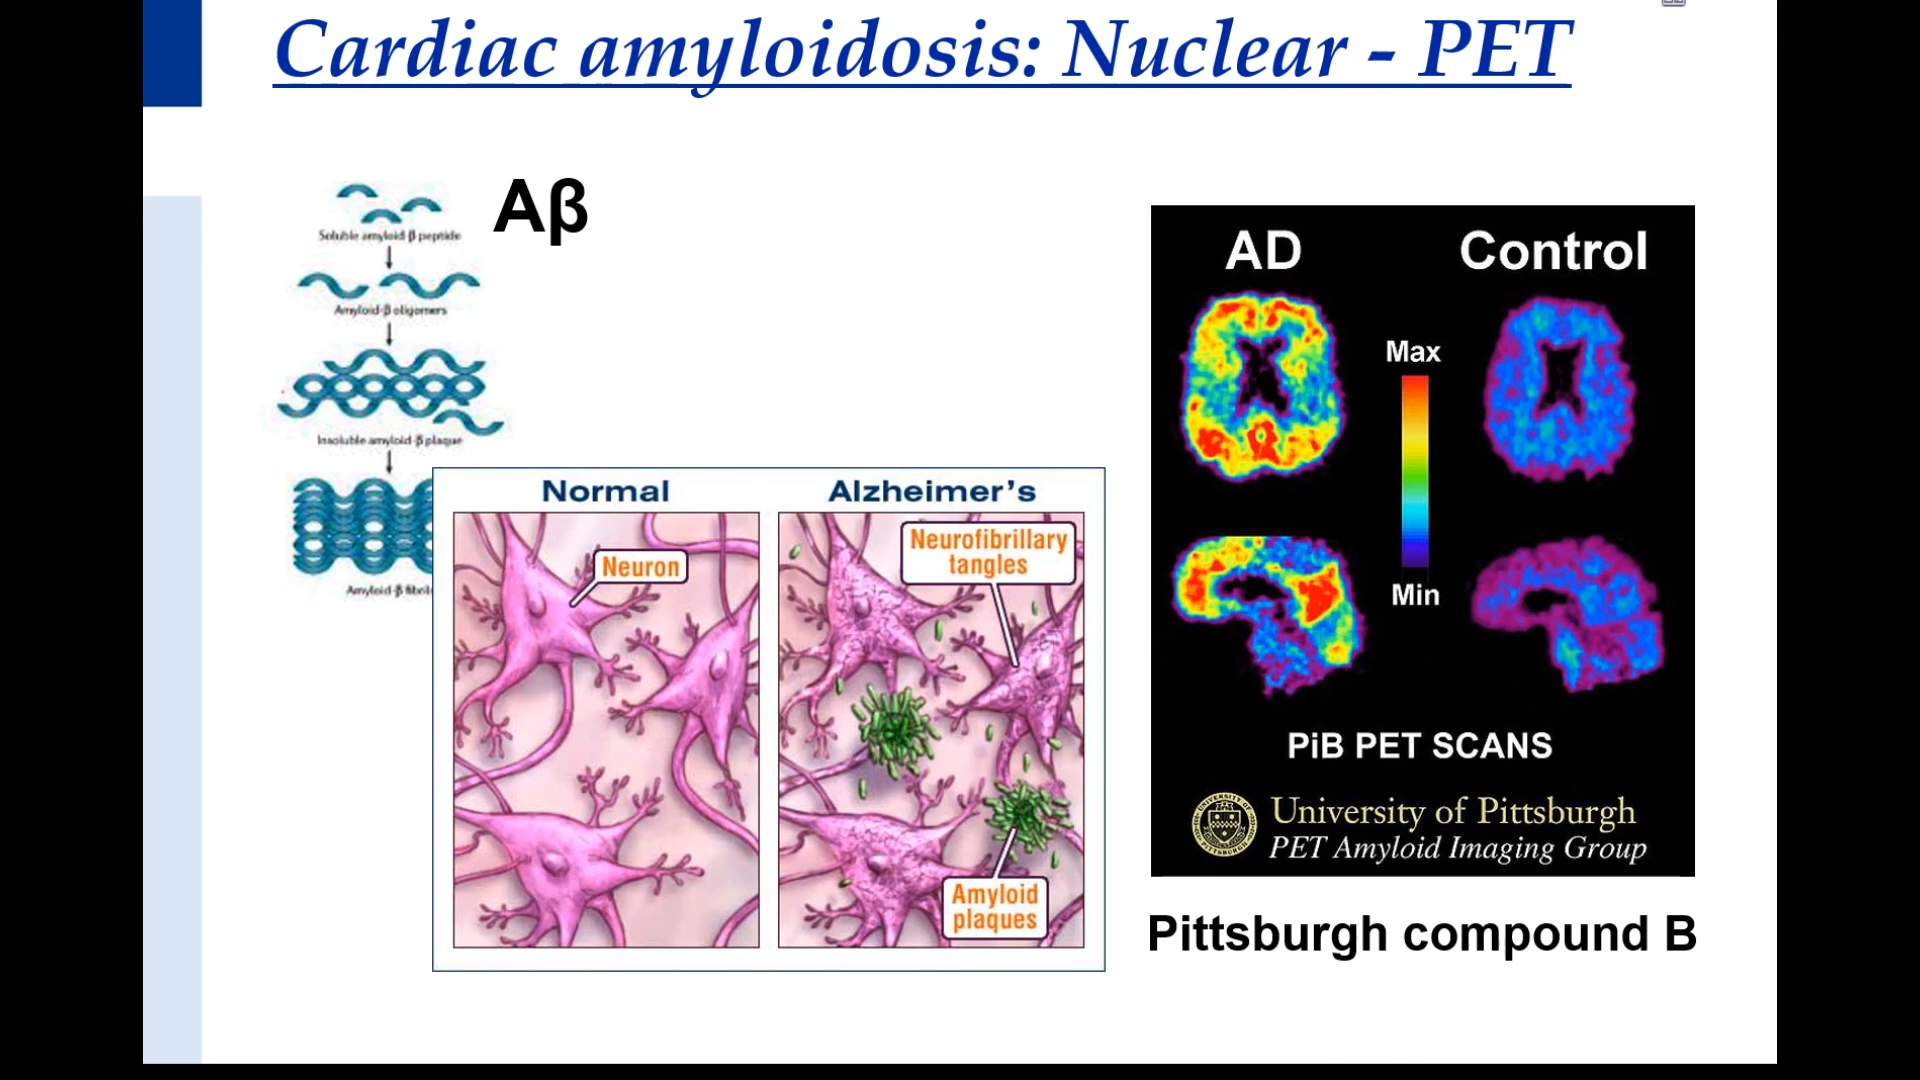 Cardiac amyloidosis: Nuclear - PET
Aβ
Soluble amyloid-β peptide
Amyloid-β oligomers
Insoluble amyloid-β plaque
Amyloid-β
Normal
Neuron
Alzheimer's
Neurofibrillary
tangles
Amyloid
plaques
AD
Control
Max
Min
PiB PET SCANS
University of Pittsburgh
PET Amyloid Imaging Group
Pittsburgh compound B